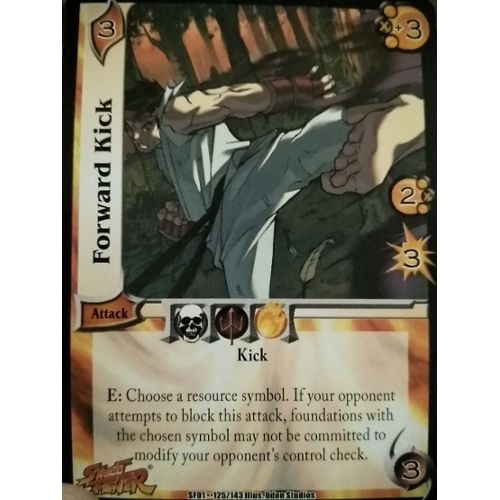 3
+3
Forward Kick
2
3
Attack
Kick
E: Choose a resource symbol. If your opponent
attempts to block this attack, foundations with
the chosen symbol may not be committed to
modify your opponent's control check.
STREET
FIGHTER
3
SF01 • 125/143 Illus. Udon Studios